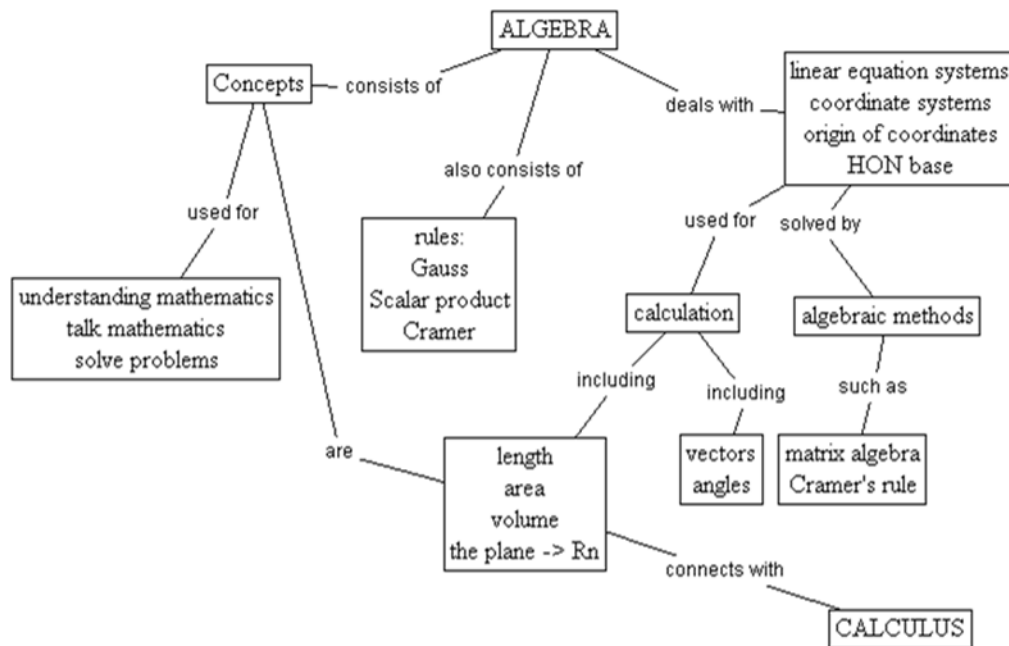 ALGEBRA
Concepts
consists of
linear equation systems
coordinate systems
origin of coordinates
HON base
deals with
also consists of
used for
used for
solved by
rules:
Gauss
Scalar product
Cramer
understanding mathematics
talk mathematics
solve problems
calculation
algebraic methods
including
including
such as
are
length
area
volume
the plane -> Rn
vectors
angles
matrix algebra
Cramer's rule
connects with
CALCULUS